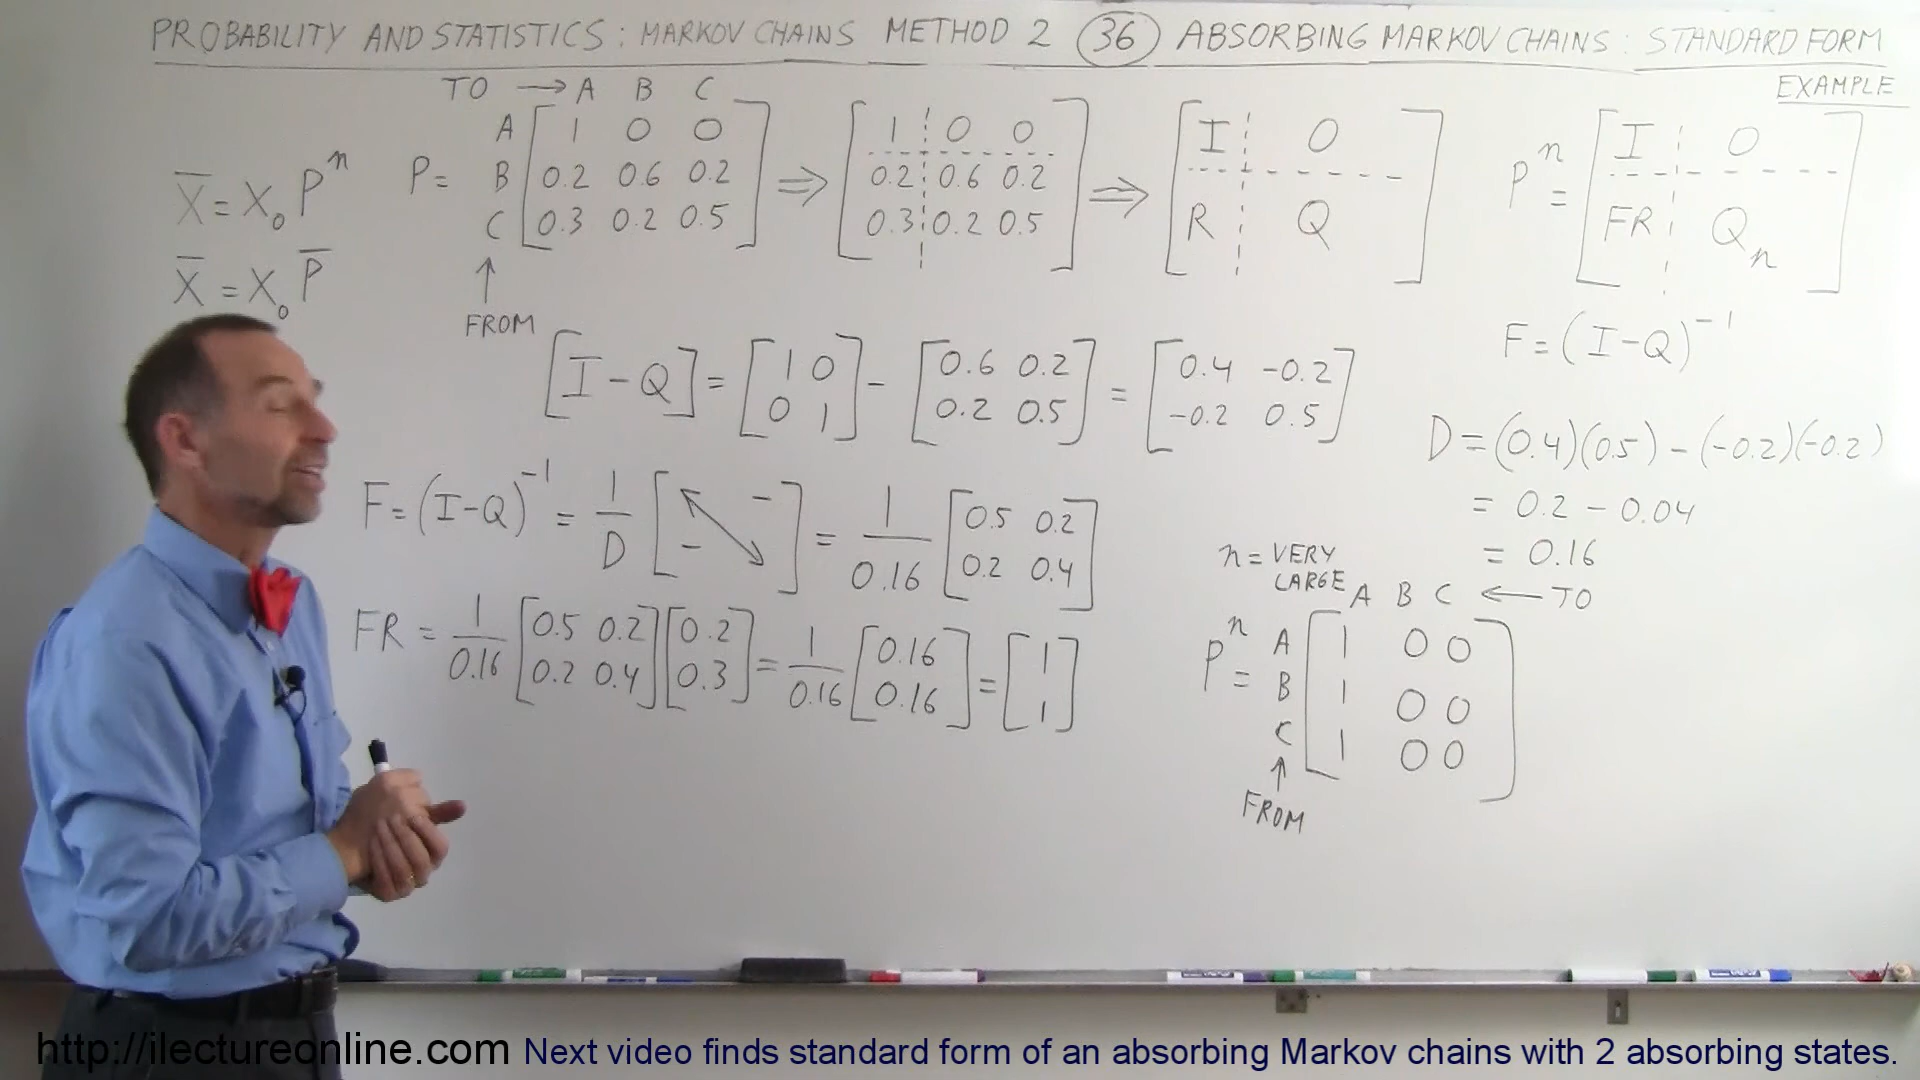 PROBABILITY AND STATISTICS: MARKOV CHAINS METHOD 2 (36) ABSORBING MARKOV CHAINS: STANDARD FORM
EXAMPLE
TO → A B C
P = A [ 1 0 0 ] ⇒ [ 1 0 0 ] ⇒ [ I 0 ] Pⁿ = [ I 0 ]
B [ 0.2 0.6 0.2 ] [ 0.2 0.6 0.2 ] [ R Q ] [ FR Qₙ ]
C [ 0.3 0.2 0.5 ] [ 0.3 0.2 0.5 ]
↑
FROM
X̅ = X₀ Pⁿ
X̅ = X₀ P̅
F = (I-Q)⁻¹
[I-Q] = [ 1 0 ] - [ 0.6 0.2 ] = [ 0.4 -0.2 ]
[ 0 1 ] [ 0.2 0.5 ] [ -0.2 0.5 ]
D = (0.4)(0.5) - (-0.2)(-0.2)
= 0.2 - 0.04
= 0.16
F = (I-Q)⁻¹ = 1/D [ ↖ - ] = 1/0.16 [ 0.5 0.2 ]
[ - ↘ ] [ 0.2 0.4 ]
FR = 1/0.16 [ 0.5 0.2 ] [ 0.2 ] = 1/0.16 [ 0.16 ] = [ 1 ]
[ 0.2 0.4 ] [ 0.3 ] [ 0.16 ] [ 1 ]
n = VERY
LARGE
A B C ← TO
Pⁿ = A [ 1 0 0 ]
B [ 1 0 0 ]
C [ 1 0 0 ]
↑
FROM
http://ilectureonline.com Next video finds standard form of an absorbing Markov chains with 2 absorbing states.